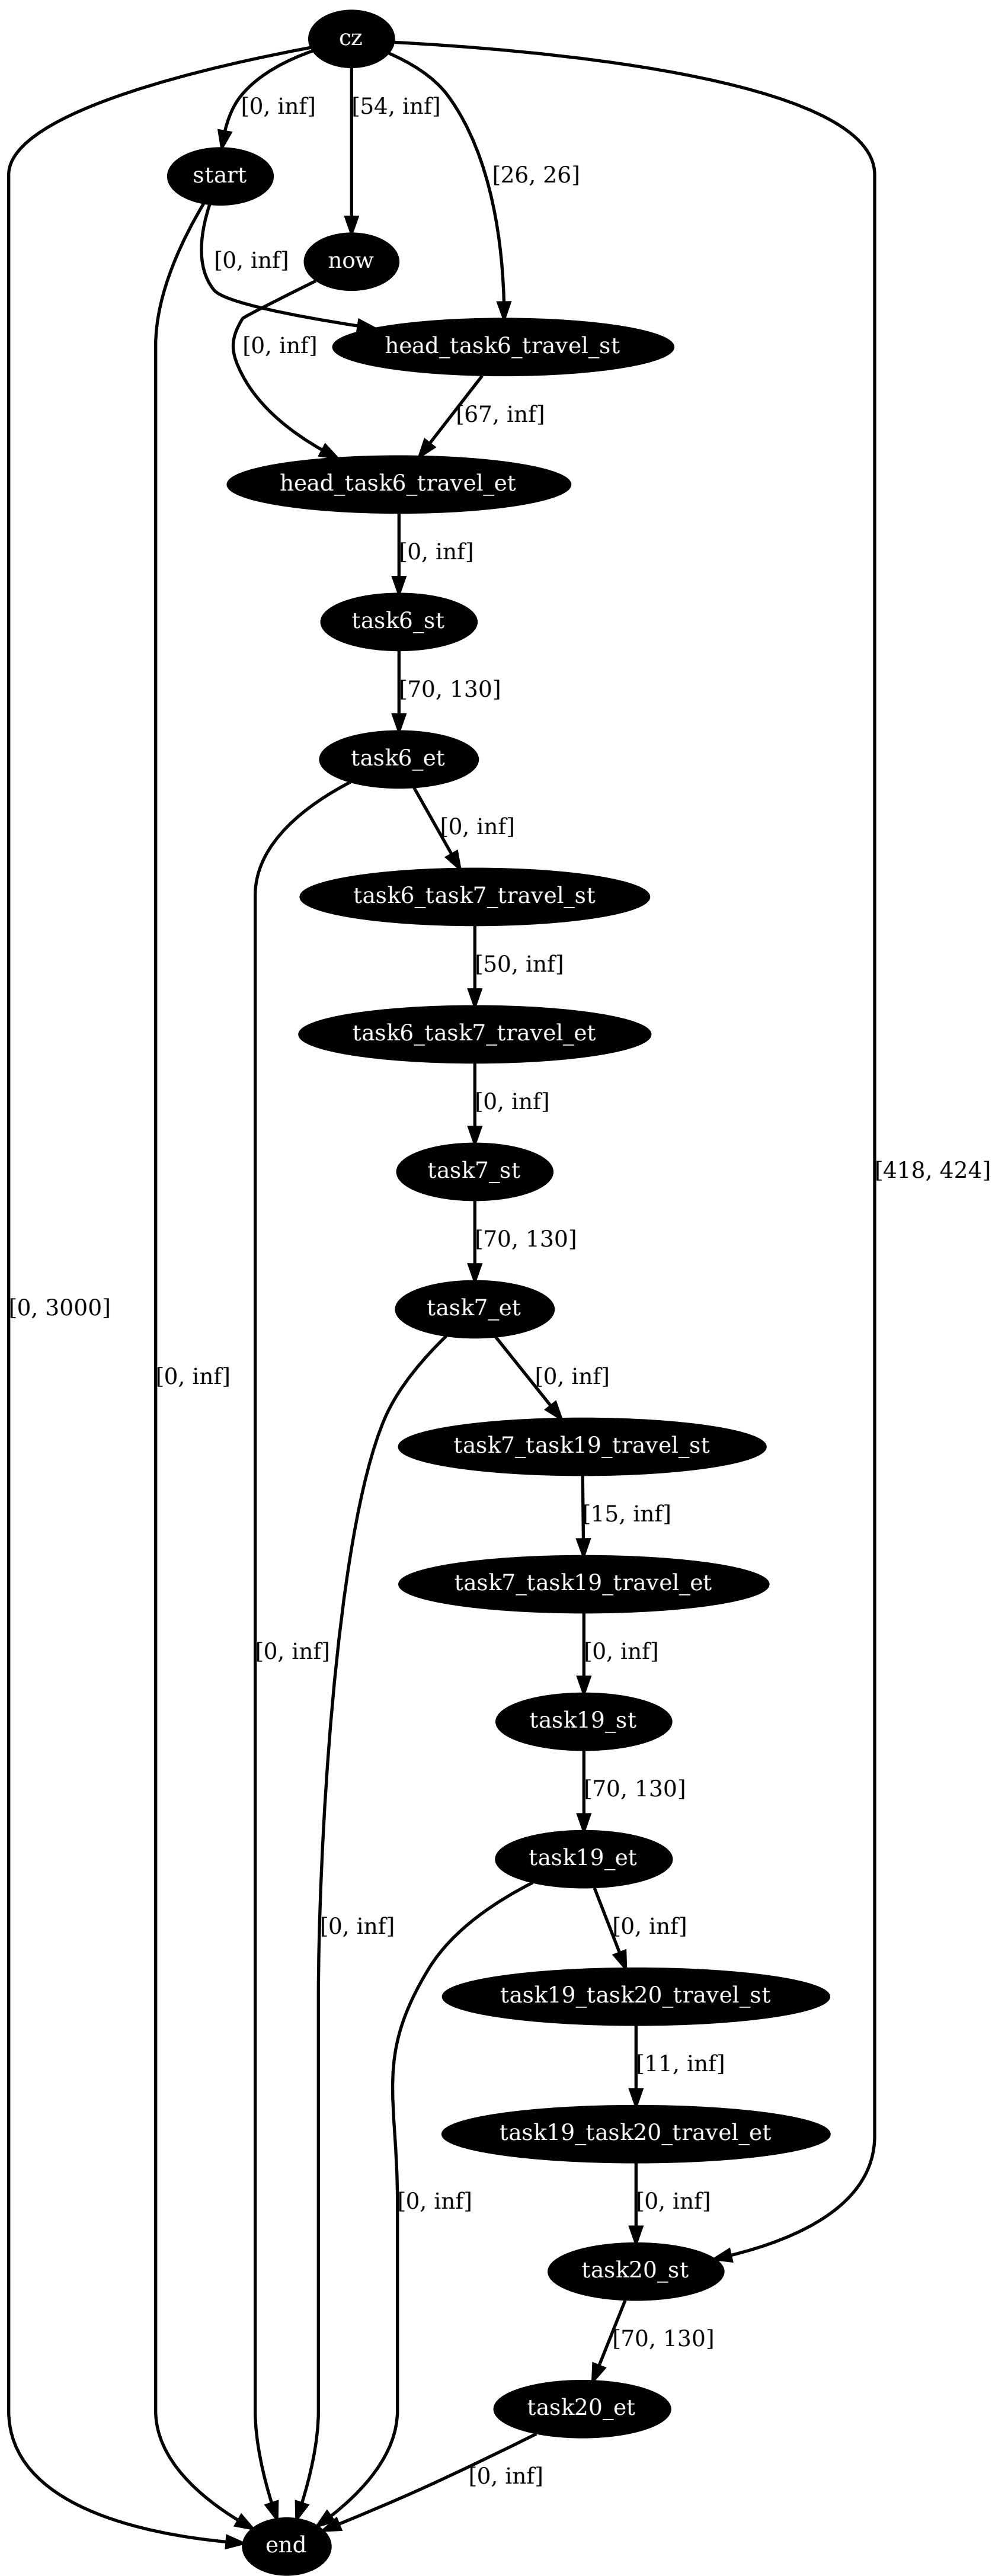 cz
[0, inf]
[54, inf]
start
[26, 26]
now
[0, inf]
[0, inf]
head_task6_travel_st
[67, inf]
head_task6_travel_et
[0, inf]
task6_st
[70, 130]
task6_et
[0, inf]
task6_task7_travel_st
[50, inf]
task6_task7_travel_et
[0, inf]
task7_st
[418, 424]
[70, 130]
task7_et
[0, 3000]
[0, inf]
[0, inf]
task7_task19_travel_st
[15, inf]
task7_task19_travel_et
[0, inf]
[0, inf]
task19_st
[70, 130]
task19_et
[0, inf]
[0, inf]
task19_task20_travel_st
[11, inf]
task19_task20_travel_et
[0, inf]
[0, inf]
task20_st
[70, 130]
task20_et
[0, inf]
end